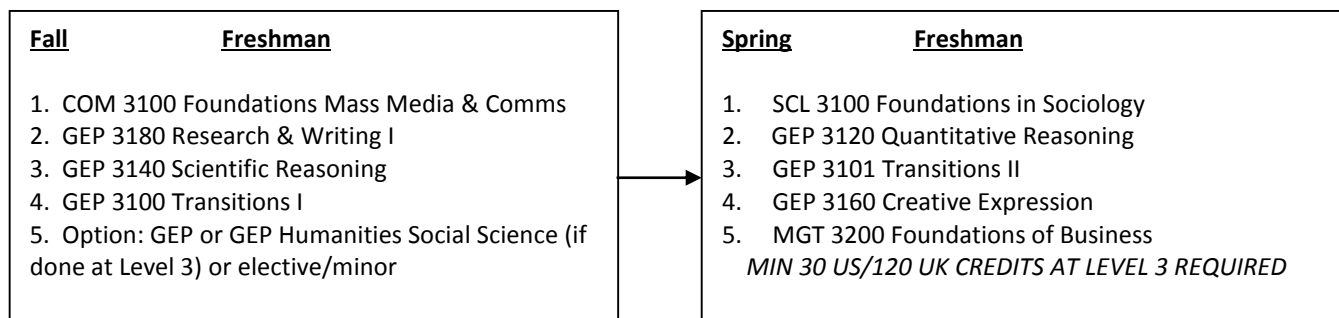 Fall Freshman
1. COM 3100 Foundations Mass Media & Comms
2. GEP 3180 Research & Writing I
3. GEP 3140 Scientific Reasoning
4. GEP 3100 Transitions I
5. Option: GEP or GEP Humanities Social Science (if
done at Level 3) or elective/minor
Spring Freshman
1. SCL 3100 Foundations in Sociology
2. GEP 3120 Quantitative Reasoning
3. GEP 3101 Transitions II
4. GEP 3160 Creative Expression
5. MGT 3200 Foundations of Business
MIN 30 US/120 UK CREDITS AT LEVEL 3 REQUIRED